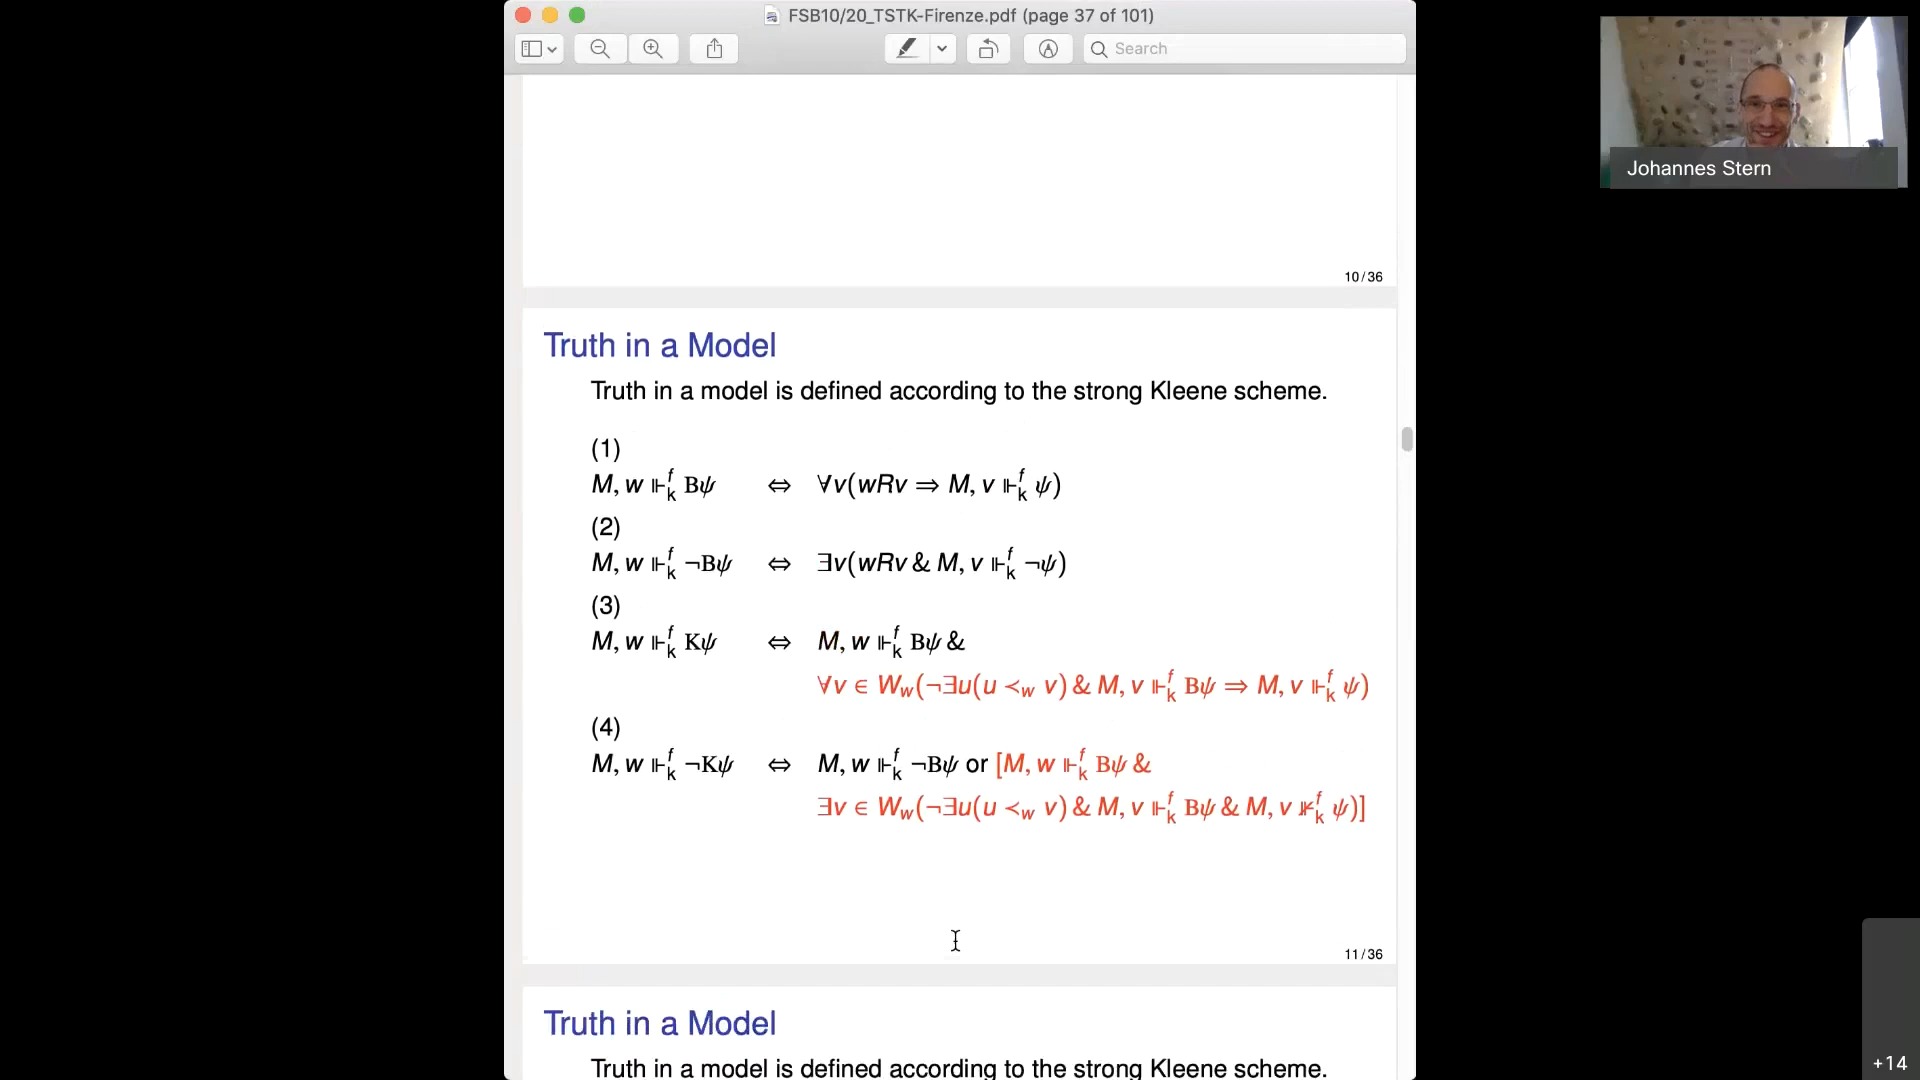 FSB10/20_TSTK-Firenze.pdf (page 37 of 101)
Search
Johannes Stern
10/36
Truth in a Model
Truth in a model is defined according to the strong Kleene scheme.
(1)
M, w ⊩ᶠₖ Bψ ⇔ ∀v(wRv ⇒ M, v ⊩ᶠₖ ψ)
(2)
M, w ⊩ᶠₖ ¬Bψ ⇔ ∃v(wRv & M, v ⊩ᶠₖ ¬ψ)
(3)
M, w ⊩ᶠₖ Kψ ⇔ M, w ⊩ᶠₖ Bψ &
∀v ∈ W_w(¬∃u(u ≺_w v) & M, v ⊩ᶠₖ Bψ ⇒ M, v ⊩ᶠₖ ψ)
(4)
M, w ⊩ᶠₖ ¬Kψ ⇔ M, w ⊩ᶠₖ ¬Bψ or [M, w ⊩ᶠₖ Bψ &
∃v ∈ W_w(¬∃u(u ≺_w v) & M, v ⊩ᶠₖ Bψ & M, v ⊮ᶠₖ ψ)]
11/36
Truth in a Model
Truth in a model is defined according to the strong Kleene scheme.
+14